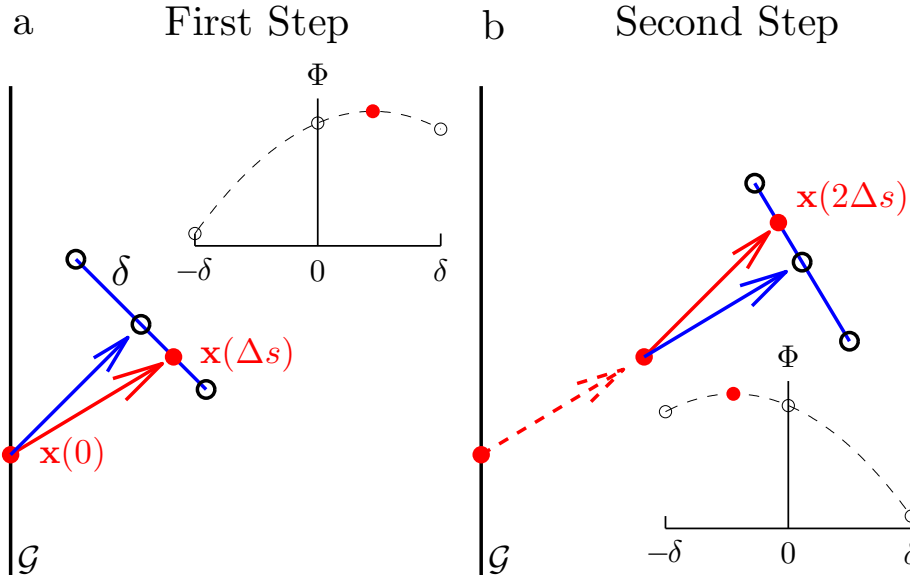 a First Step
Φ
−δ 0 δ
δ
x(Δs)
x(0)
𝒢
b Second Step
x(2Δs)
Φ
−δ 0 δ
𝒢